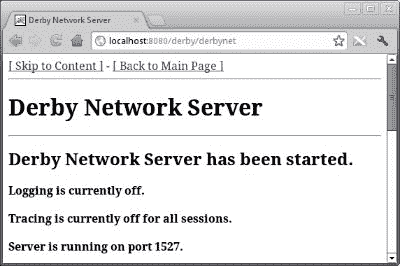 Derby Network Server
localhost:8080/derby/derbynet
[ Skip to Content ] - [ Back to Main Page ]
Derby Network Server
Derby Network Server has been started.
Logging is currently off.
Tracing is currently off for all sessions.
Server is running on port 1527.